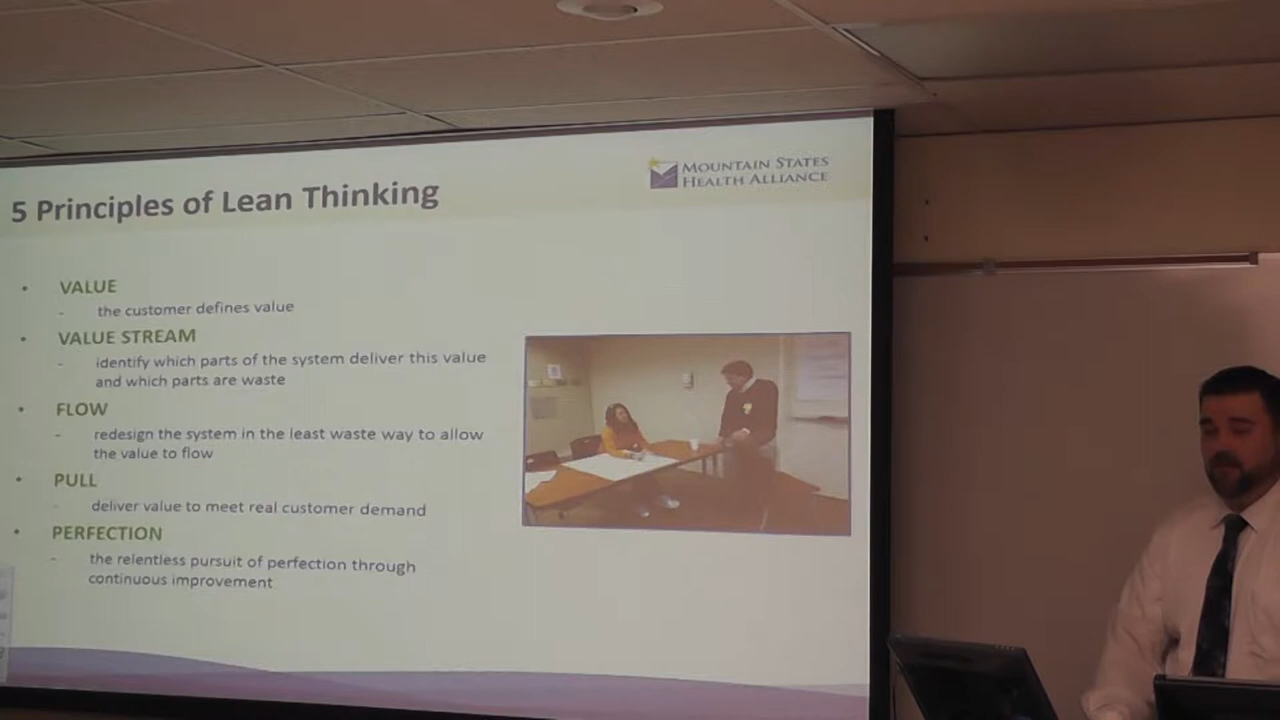 MOUNTAIN STATES
HEALTH ALLIANCE
5 Principles of Lean Thinking
• VALUE
- the customer defines value
• VALUE STREAM
- identify which parts of the system deliver this value
and which parts are waste
• FLOW
- redesign the system in the least waste way to allow
the value to flow
• PULL
- deliver value to meet real customer demand
• PERFECTION
- the relentless pursuit of perfection through
continuous improvement